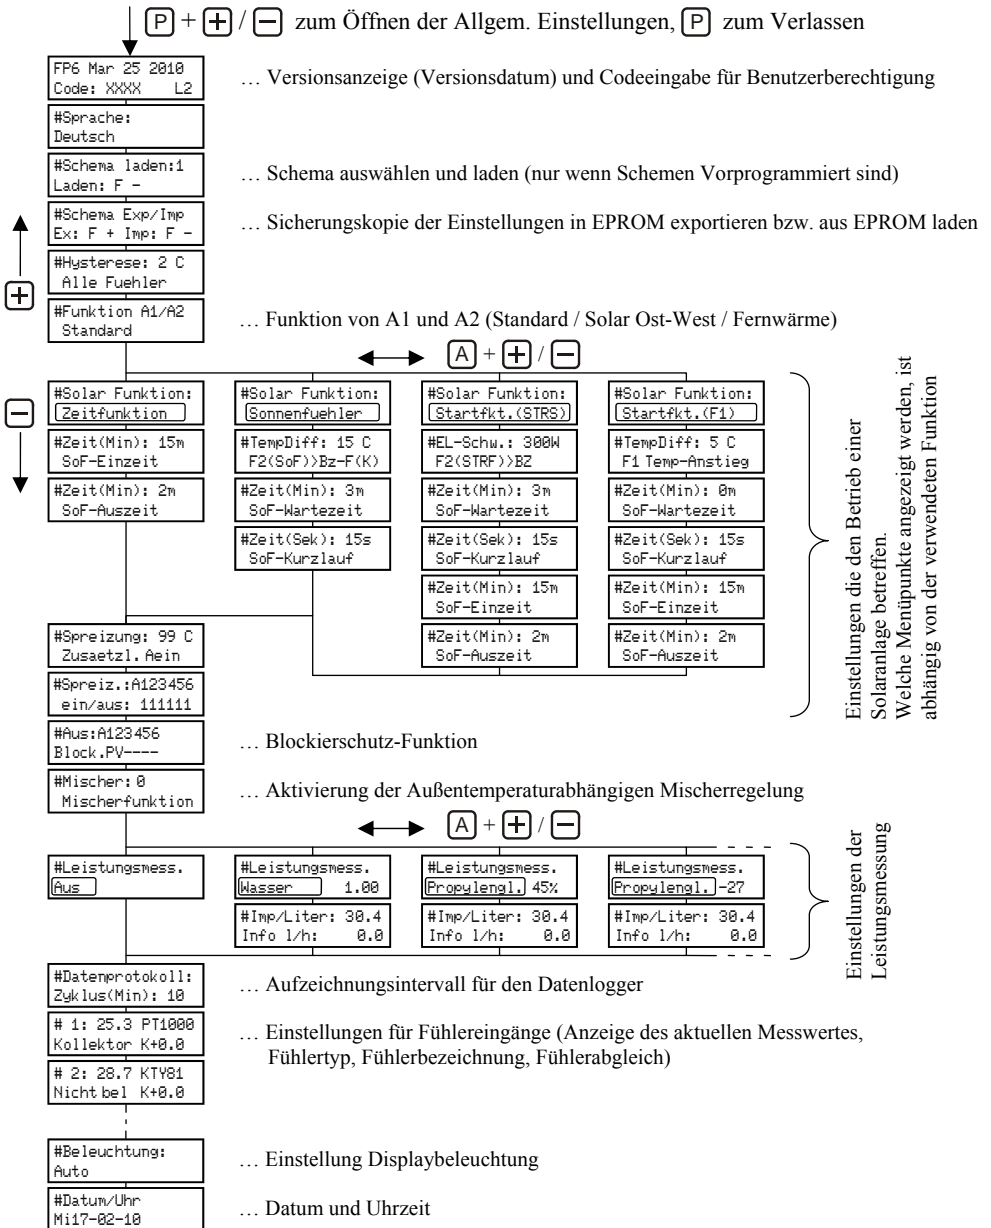 P + + / − zum Öffnen der Allgem. Einstellungen, P zum Verlassen
FP6 Mar 25 2010
Code: XXXX L2
… Versionsanzeige (Versionsdatum) und Codeeingabe für Benutzerberechtigung
#Sprache:
Deutsch
#Schema laden:1
Laden: F -
… Schema auswählen und laden (nur wenn Schemen Vorprogrammiert sind)
#Schema Exp/Imp
Ex: F + Imp: F -
… Sicherungskopie der Einstellungen in EPROM exportieren bzw. aus EPROM laden
#Hysterese: 2 C
Alle Fuehler
+
#Funktion A1/A2
Standard
… Funktion von A1 und A2 (Standard / Solar Ost-West / Fernwärme)
A + + / −
−
#Solar Funktion:
Zeitfunktion
#Zeit(Min): 15m
SoF-Einzeit
#Zeit(Min): 2m
SoF-Auszeit
#Solar Funktion:
Sonnenfuehler
#TempDiff: 15 C
F2(SoF)>Bz-F(K)
#Zeit(Min): 3m
SoF-Wartezeit
#Zeit(Sek): 15s
SoF-Kurzlauf
#Solar Funktion:
Startfkt.(STRS)
#EL-Schw.: 300W
F2(STRF)>BZ
#Zeit(Min): 3m
SoF-Wartezeit
#Zeit(Sek): 15s
SoF-Kurzlauf
#Zeit(Min): 15m
SoF-Einzeit
#Zeit(Min): 2m
SoF-Auszeit
#Solar Funktion:
Startfkt.(F1)
#TempDiff: 5 C
F1 Temp-Anstieg
#Zeit(Min): 0m
SoF-Wartezeit
#Zeit(Sek): 15s
SoF-Kurzlauf
#Zeit(Min): 15m
SoF-Einzeit
#Zeit(Min): 2m
SoF-Auszeit
Einstellungen die den Betrieb einer
Solaranlage betreffen.
Welche Menüpunkte angezeigt werden, ist
abhängig von der verwendeten Funktion
#Spreizung: 99 C
Zusaetzl. Aein
#Spreiz.:A123456
ein/aus: 111111
#Aus:A123456
Block.PV----
… Blockierschutz-Funktion
#Mischer: 0
Mischerfunktion
… Aktivierung der Außentemperaturabhängigen Mischerregelung
A + + / −
#Leistungsmess.
Aus
#Leistungsmess.
Wasser 1.00
#Imp/Liter: 30.4
Info l/h: 0.0
#Leistungsmess.
Propylengl. 45%
#Imp/Liter: 30.4
Info l/h: 0.0
#Leistungsmess.
Propylengl. -27
#Imp/Liter: 30.4
Info l/h: 0.0
Einstellungen der
Leistungsmessung
#Datenprotokoll:
Zyklus(Min): 10
… Aufzeichnungsintervall für den Datenlogger
# 1: 25.3 PT1000
Kollektor K+0.0
… Einstellungen für Fühlereingänge (Anzeige des aktuellen Messwertes,
Fühlertyp, Fühlerbezeichnung, Fühlerabgleich)
# 2: 28.7 KTY81
Nicht bel K+0.0
#Beleuchtung:
Auto
… Einstellung Displaybeleuchtung
#Datum/Uhr
Mi17-02-10
… Datum und Uhrzeit